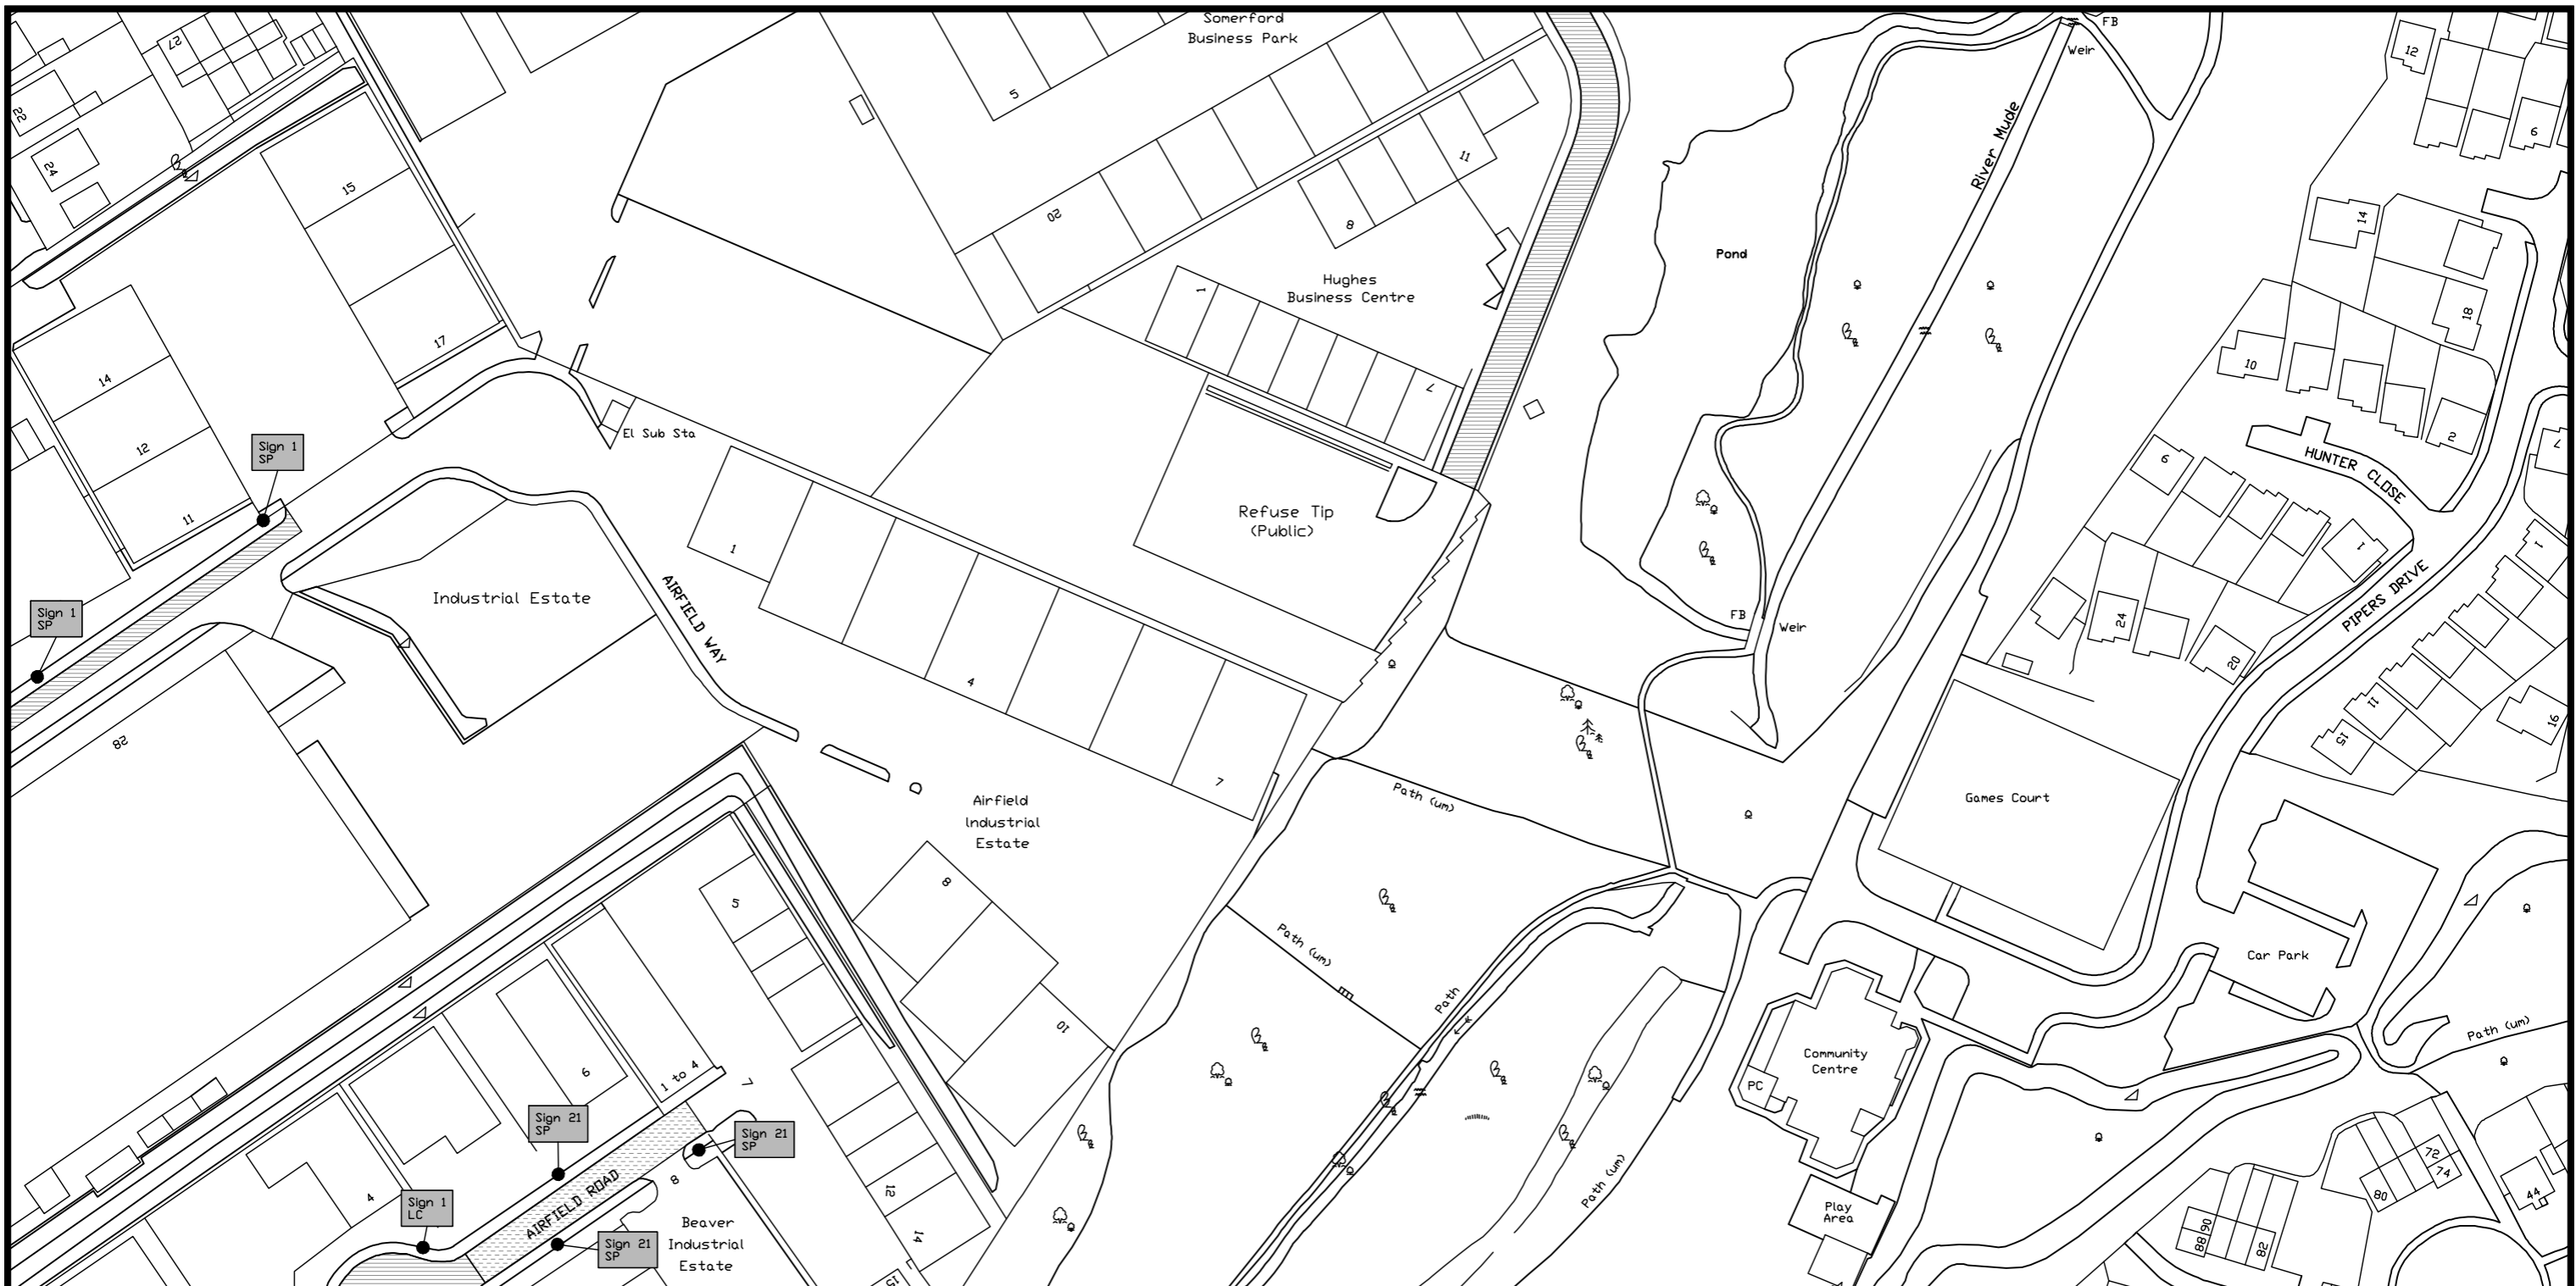 Somerford
Business Park
FB
Weir
27
22
24
5
12
6
15
11
River Mude
20
8
14
Pond
Hughes
Business Centre
1
18
17
14
10
7
2
El Sub Sta
7
Sign 1
SP
12
6
HUNTER CLOSE
11
Refuse Tip
(Public)
1
1
1
Industrial Estate
AIRFIELD WAY
PIPERS DRIVE
Sign 1
SP
FB
Weir
24
20
4
11
16
15
28
7
Games Court
Path (um)
Airfield
Industrial
Estate
8
5
Path (um)
Car Park
Path
10
Path (um)
Community
Centre
PC
6
1 to 4
7
Sign 21
SP
Sign 21
SP
72
74
80
44
8
4
12
Path (um)
Sign 1
LC
AIRFIELD ROAD
Play
Area
88
90
82
Beaver
Industrial
Estate
14
Sign 21
SP
15